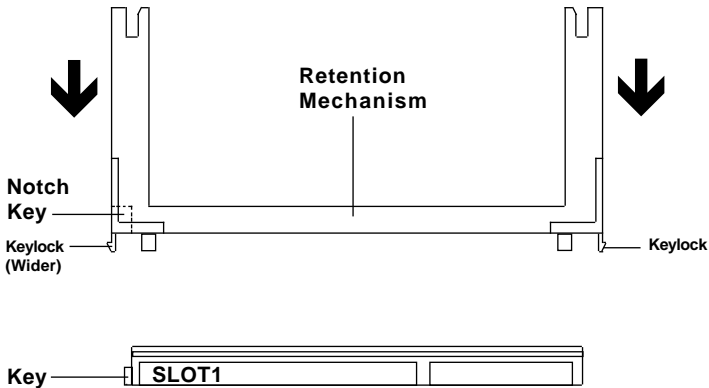 Retention
Mechanism
Notch
Key
Keylock
(Wider)
Keylock
Key
SLOT1